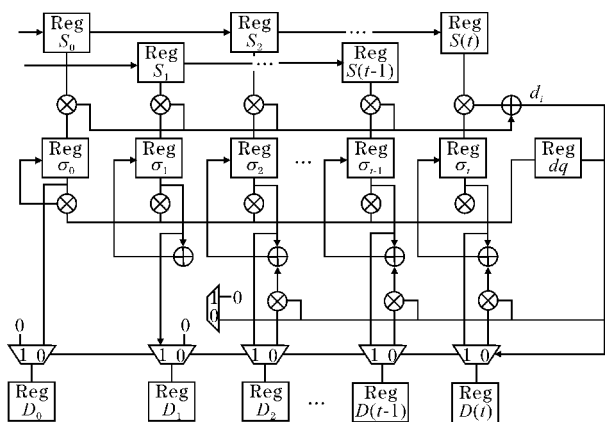 Reg S₀
Reg S₂
...
Reg S(t)
Reg S₁
...
Reg S(t-1)
dᵢ
Reg σ₀
Reg σ₁
Reg σ₂
...
Reg σₜ₋₁
Reg σₜ
Reg dq
1 0
0
0
0
1 0
1 0
1 0
1 0
1 0
Reg D₀
Reg D₁
Reg D₂
...
Reg D(t-1)
Reg D(t)